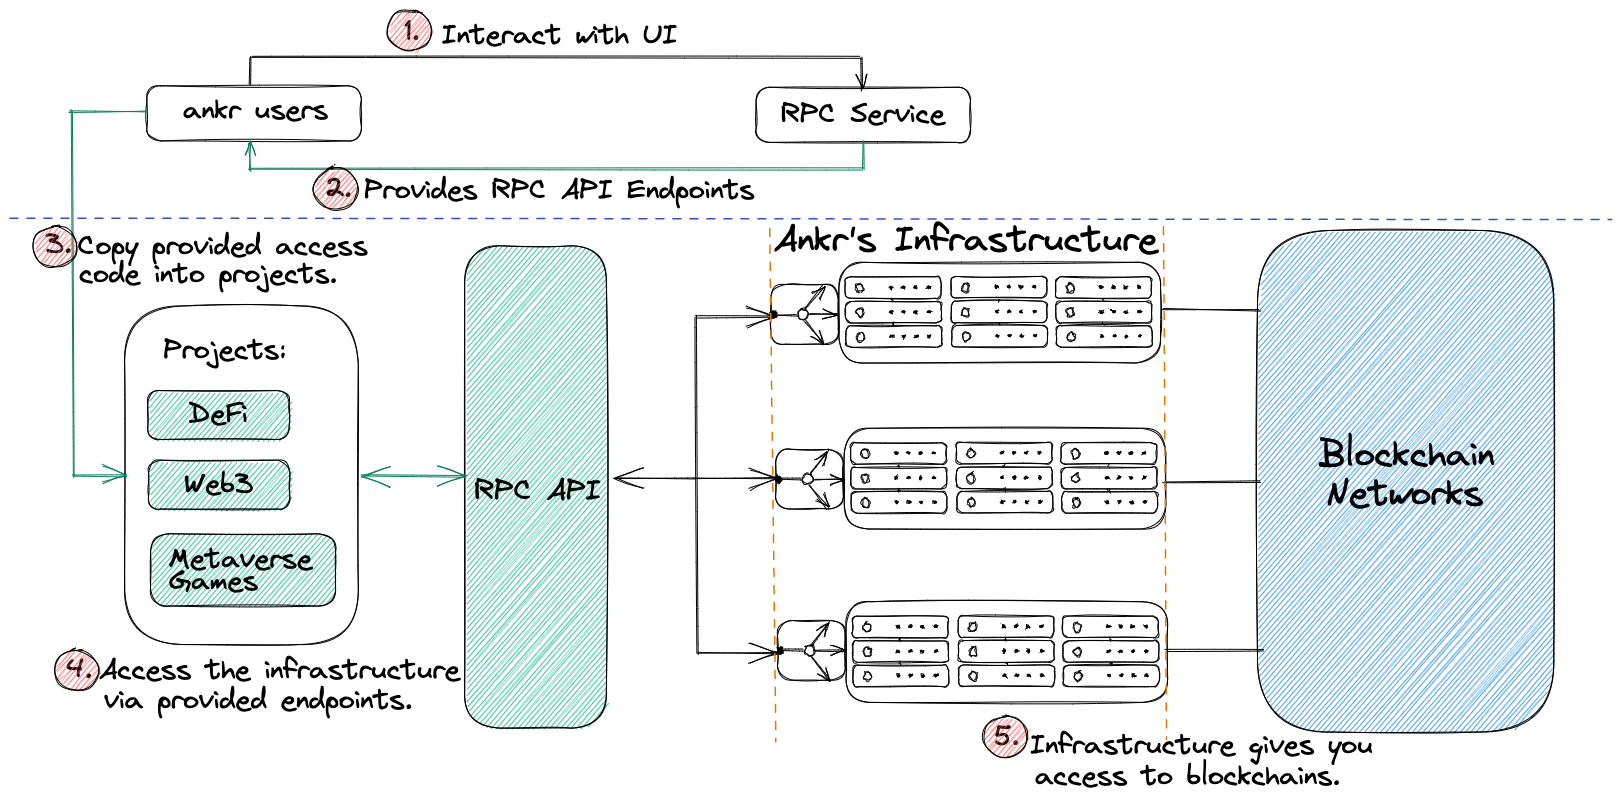 1. Interact with UI
ankr users
RPC Service
2. Provides RPC API Endpoints
3. Copy provided access
code into projects.
Ankr's Infrastructure
Projects:
DeFi
Web3
Metaverse
Games
RPC API
Blockchain
Networks
4. Access the infrastructure
via provided endpoints.
5. Infrastructure gives you
access to blockchains.